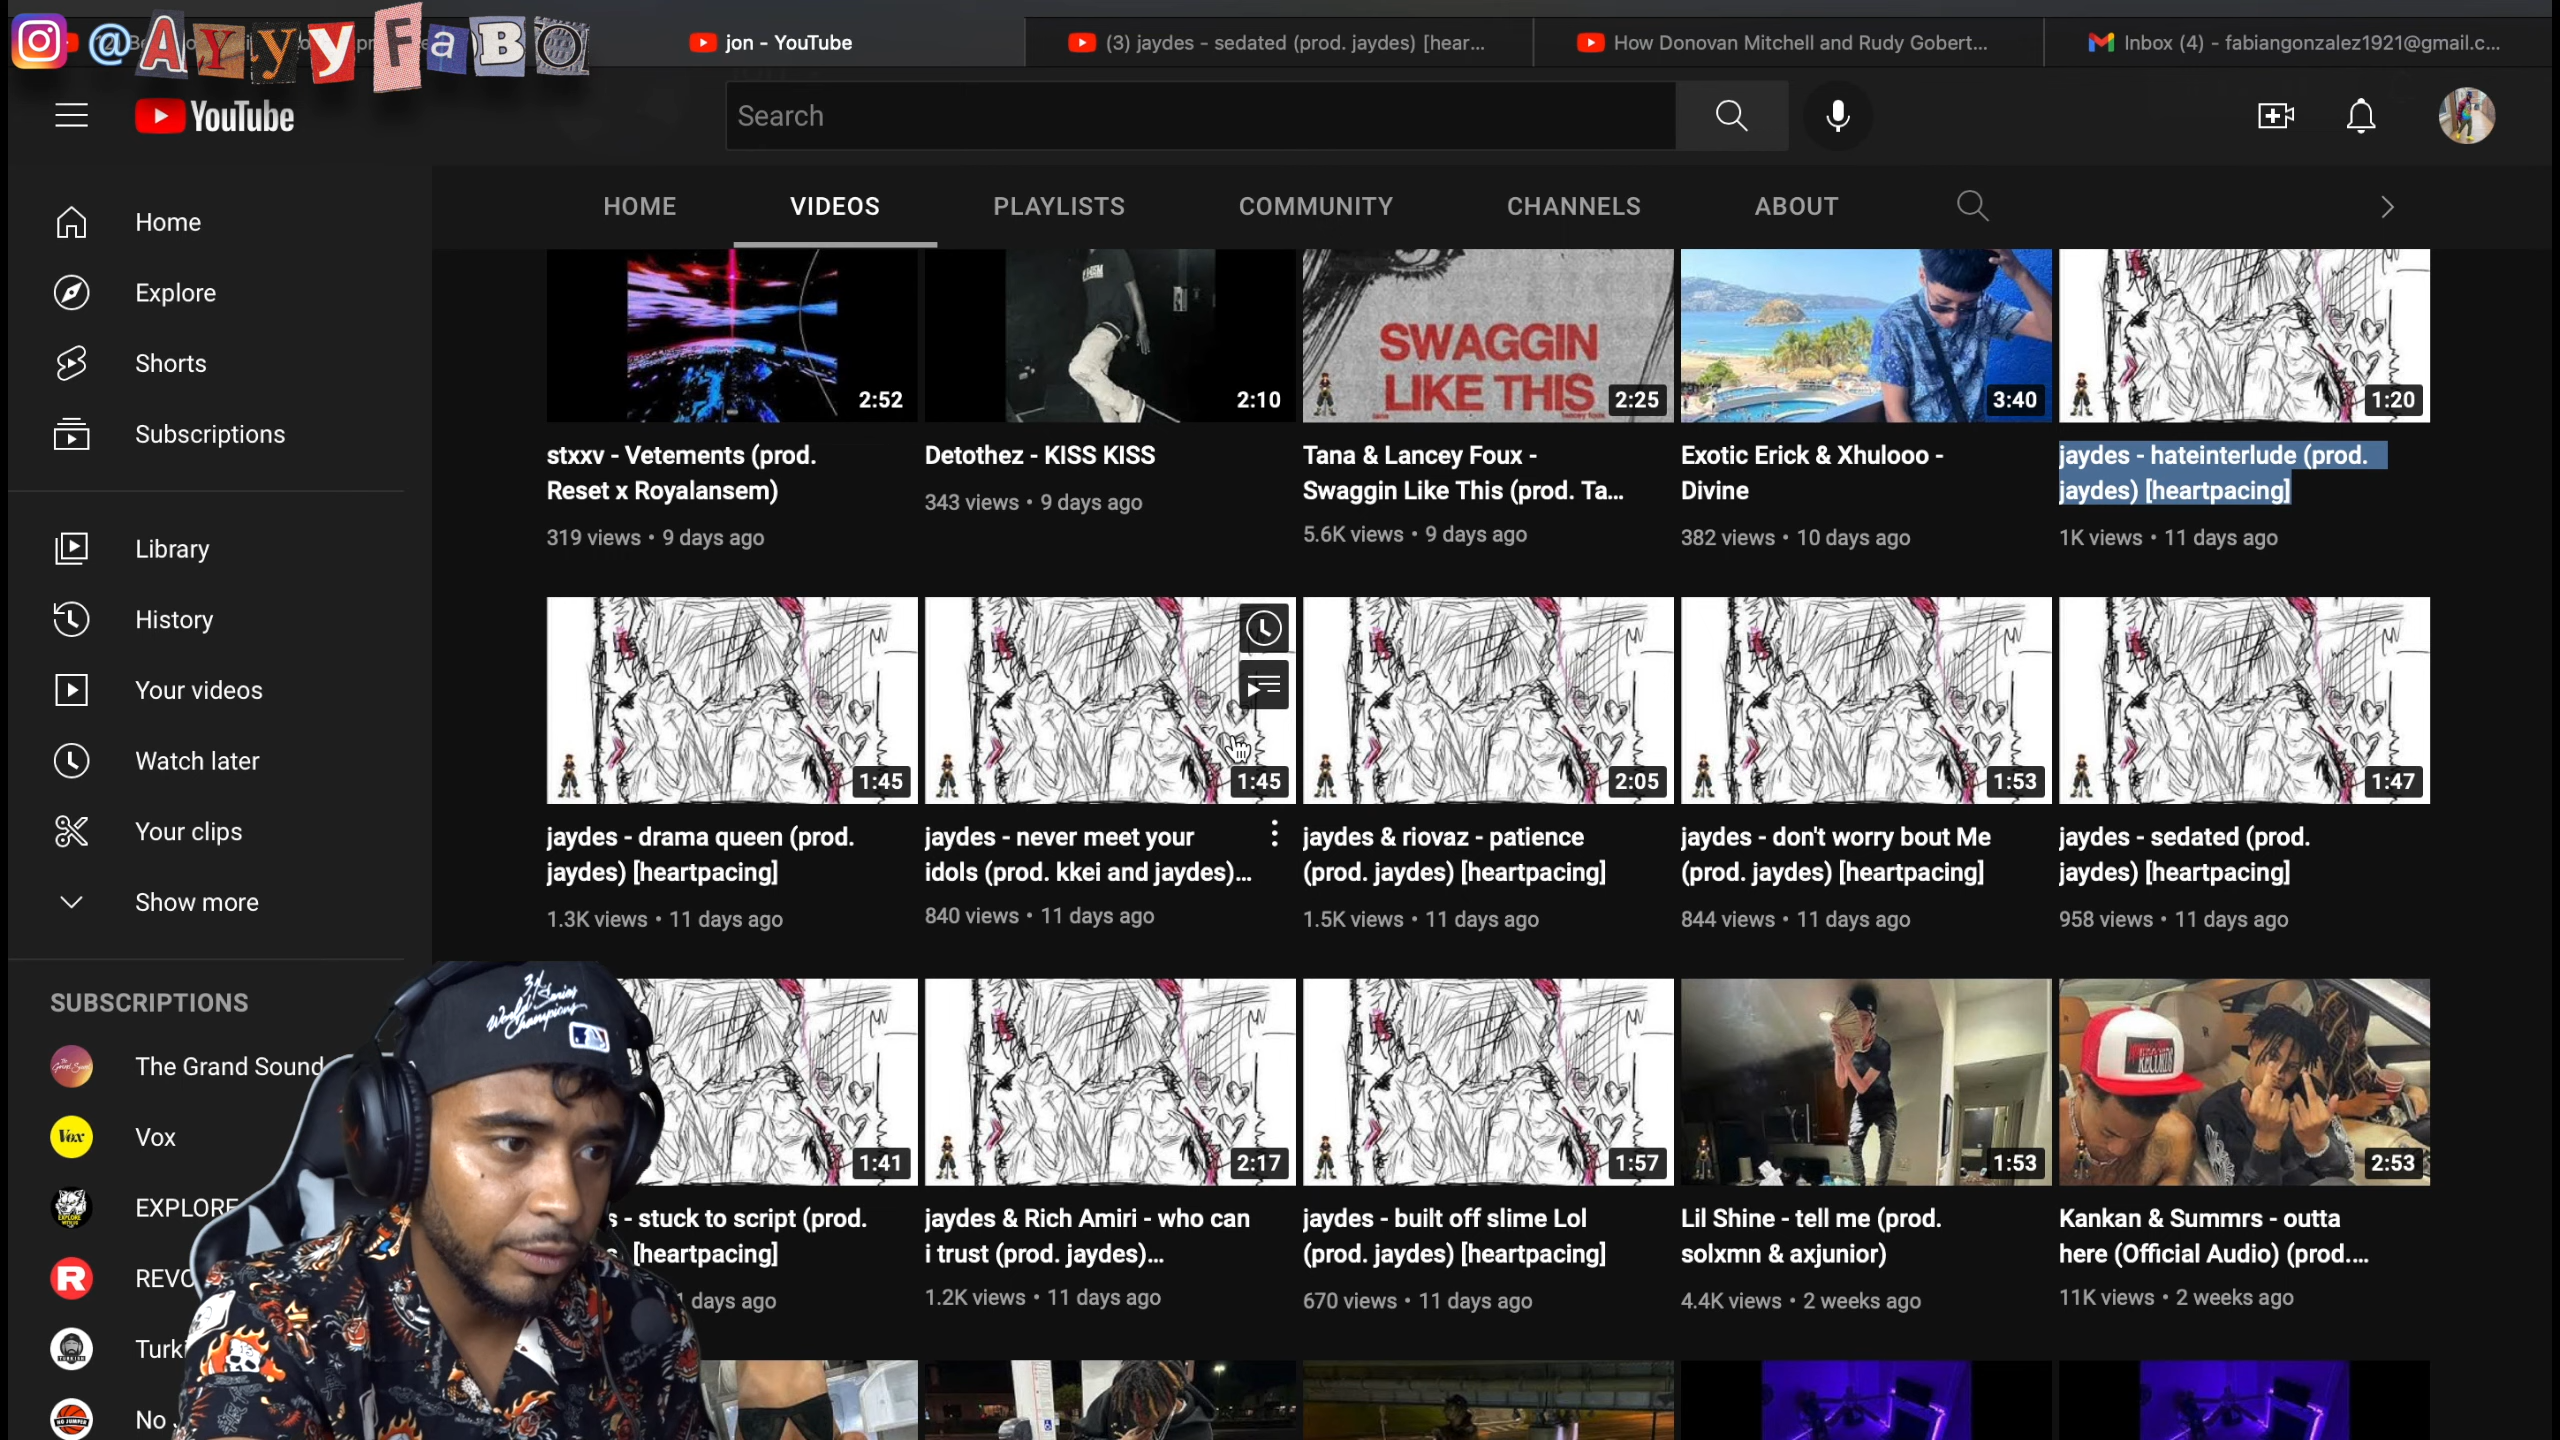 @AYyyFaBO
jon - YouTube
(3) jaydes - sedated (prod. jaydes) [hear...
How Donovan Mitchell and Rudy Gobert...
Inbox (4) - fabiangonzalez1921@gmail.c...
YouTube
Search
Home
Explore
Shorts
Subscriptions
Library
History
Your videos
Watch later
Your clips
Show more
SUBSCRIPTIONS
The Grand Sound
Vox
EXPLORE
REVO
Turk
No J
HOME
VIDEOS
PLAYLISTS
COMMUNITY
CHANNELS
ABOUT
2:52
2:10
SWAGGIN
LIKE THIS
2:25
3:40
1:20
stxxv - Vetements (prod.
Reset x Royalansem)
319 views • 9 days ago
Detothez - KISS KISS
343 views • 9 days ago
Tana & Lancey Foux -
Swaggin Like This (prod. Ta...
5.6K views • 9 days ago
Exotic Erick & Xhulooo -
Divine
382 views • 10 days ago
jaydes - hateinterlude (prod.
jaydes) [heartpacing]
1K views • 11 days ago
1:45
1:45
2:05
1:53
1:47
jaydes - drama queen (prod.
jaydes) [heartpacing]
1.3K views • 11 days ago
jaydes - never meet your
idols (prod. kkei and jaydes)...
840 views • 11 days ago
jaydes & riovaz - patience
(prod. jaydes) [heartpacing]
1.5K views • 11 days ago
jaydes - don't worry bout Me
(prod. jaydes) [heartpacing]
844 views • 11 days ago
jaydes - sedated (prod.
jaydes) [heartpacing]
958 views • 11 days ago
World Series
Champions
1:41
2:17
1:57
1:53
RECORDS
2:53
s - stuck to script (prod.
[heartpacing]
days ago
jaydes & Rich Amiri - who can
i trust (prod. jaydes)...
1.2K views • 11 days ago
jaydes - built off slime Lol
(prod. jaydes) [heartpacing]
670 views • 11 days ago
Lil Shine - tell me (prod.
solxmn & axjunior)
4.4K views • 2 weeks ago
Kankan & Summrs - outta
here (Official Audio) (prod....
11K views • 2 weeks ago